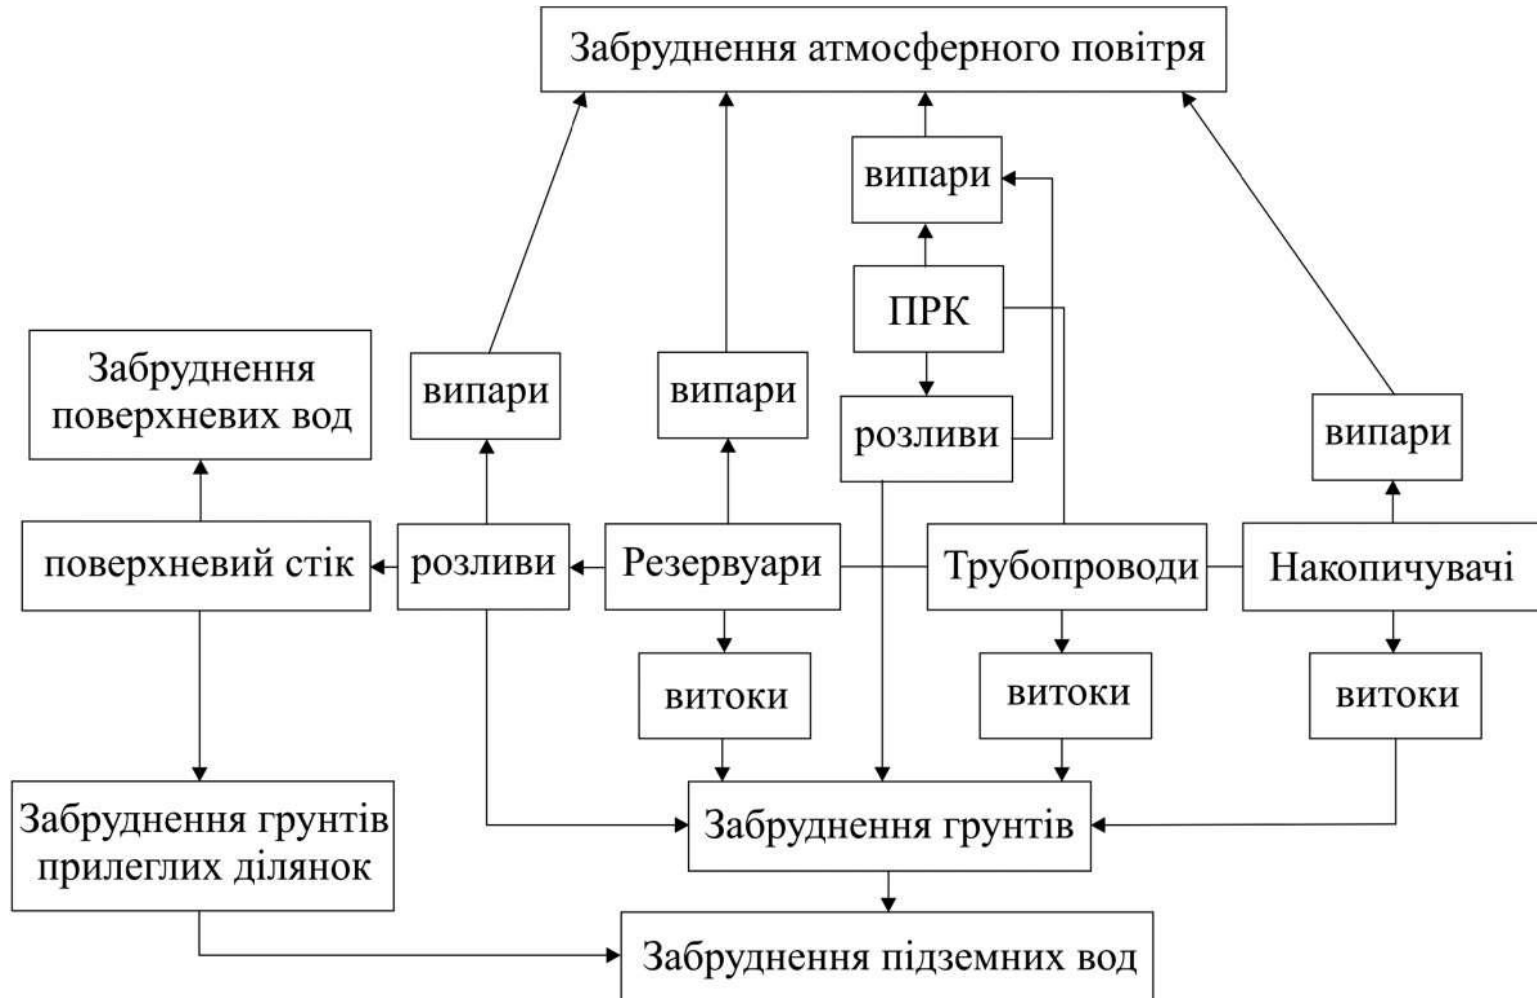 Забруднення атмосферного повітря
випари
ПРК
Забруднення
поверхневих вод
випари
випари
розливи
випари
поверхневий стік
розливи
Резервуари
Трубопроводи
Накопичувачі
витоки
витоки
витоки
Забруднення грунтів
прилеглих ділянок
Забруднення грунтів
Забруднення підземних вод